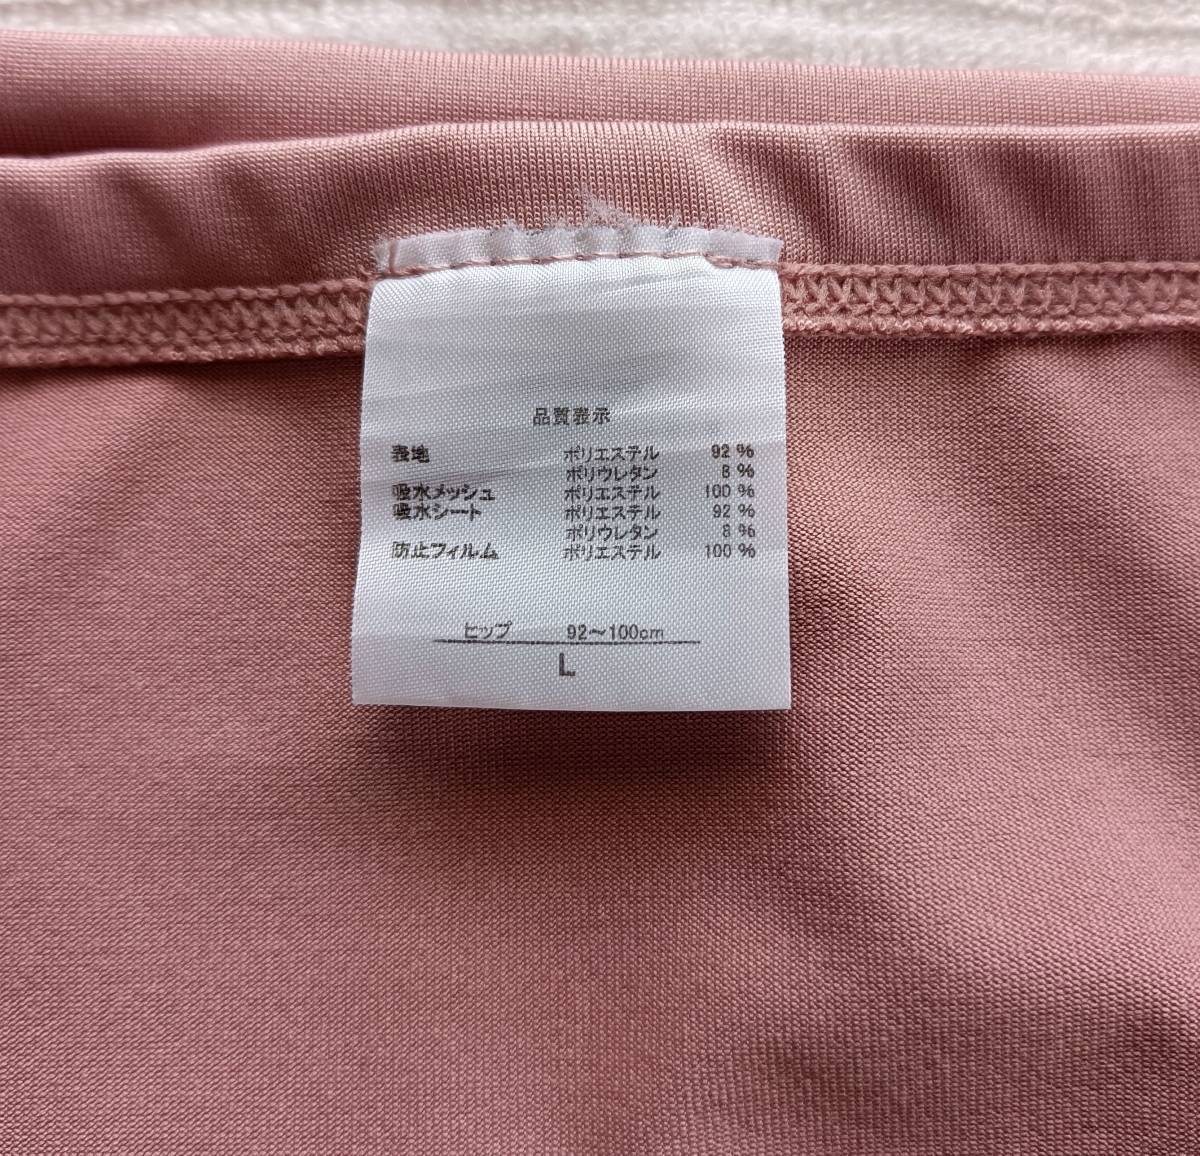 品質表示
表地 ポリエステル 92 %
ポリウレタン 8 %
吸水メッシュ ポリエステル 100 %
吸水シート ポリエステル 92 %
ポリウレタン 8 %
防止フィルム ポリエステル 100 %
ヒップ 92～100cm
L